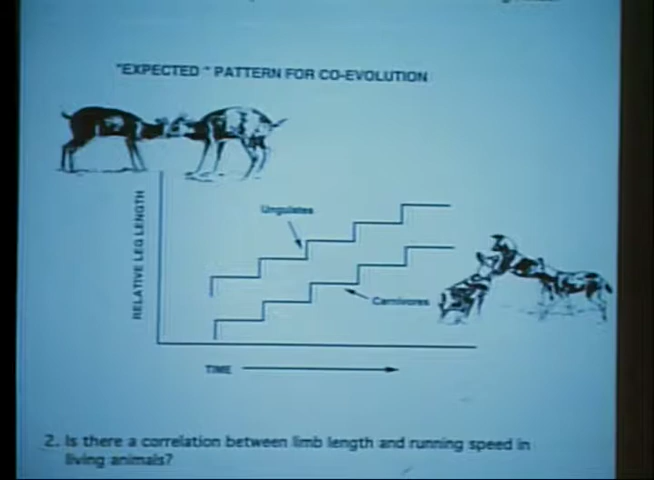 "EXPECTED " PATTERN FOR CO-EVOLUTION
RELATIVE LEG LENGTH
Ungulates
Carnivores
TIME
2. Is there a correlation between limb length and running speed in
living animals?